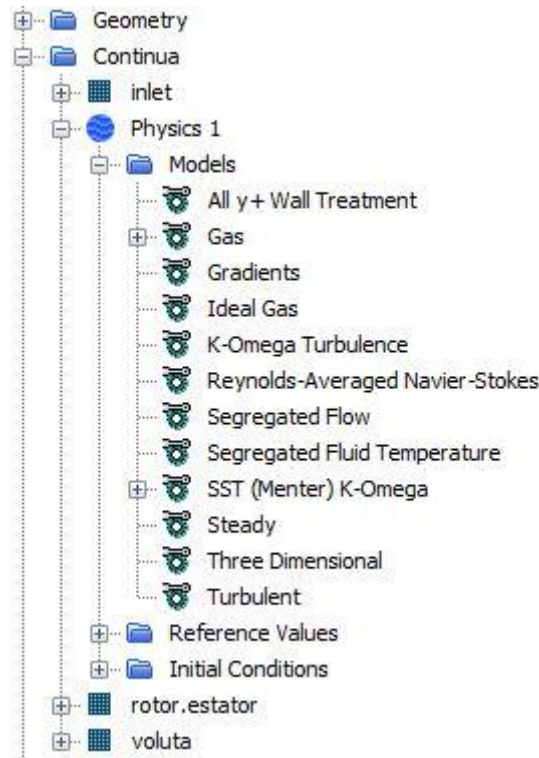 Geometry
Continua
inlet
Physics 1
Models
All y+ Wall Treatment
Gas
Gradients
Ideal Gas
K-Omega Turbulence
Reynolds-Averaged Navier-Stokes
Segregated Flow
Segregated Fluid Temperature
SST (Menter) K-Omega
Steady
Three Dimensional
Turbulent
Reference Values
Initial Conditions
rotor.estator
voluta